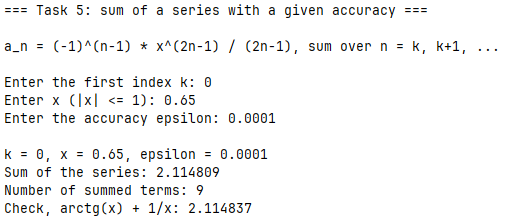 === Task 5: sum of a series with a given accuracy ===
a_n = (-1)^(n-1) * x^(2n-1) / (2n-1), sum over n = k, k+1, ...
Enter the first index k: 0
Enter x (|x| <= 1): 0.65
Enter the accuracy epsilon: 0.0001
k = 0, x = 0.65, epsilon = 0.0001
Sum of the series: 2.114809
Number of summed terms: 9
Check, arctg(x) + 1/x: 2.114837